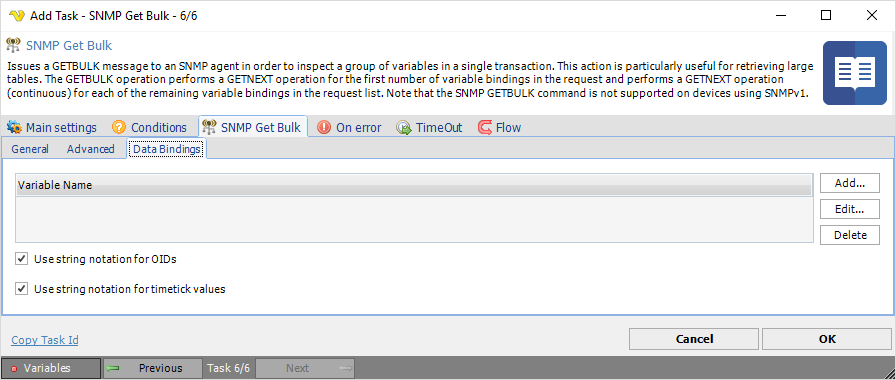 Add Task - SNMP Get Bulk - 6/6
SNMP Get Bulk
Issues a GETBULK message to an SNMP agent in order to inspect a group of variables in a single transaction. This action is particularly useful for retrieving large
tables. The GETBULK operation performs a GETNEXT operation for the first number of variable bindings in the request and performs a GETNEXT operation
(continuous) for each of the remaining variable bindings in the request list. Note that the SNMP GETBULK command is not supported on devices using SNMPv1.
Main settings Conditions SNMP Get Bulk On error TimeOut Flow
General Advanced Data Bindings
Variable Name
Add...
Edit...
Delete
Use string notation for OIDs
Use string notation for timetick values
Copy Task Id
Cancel OK
Variables Previous Task 6/6 Next